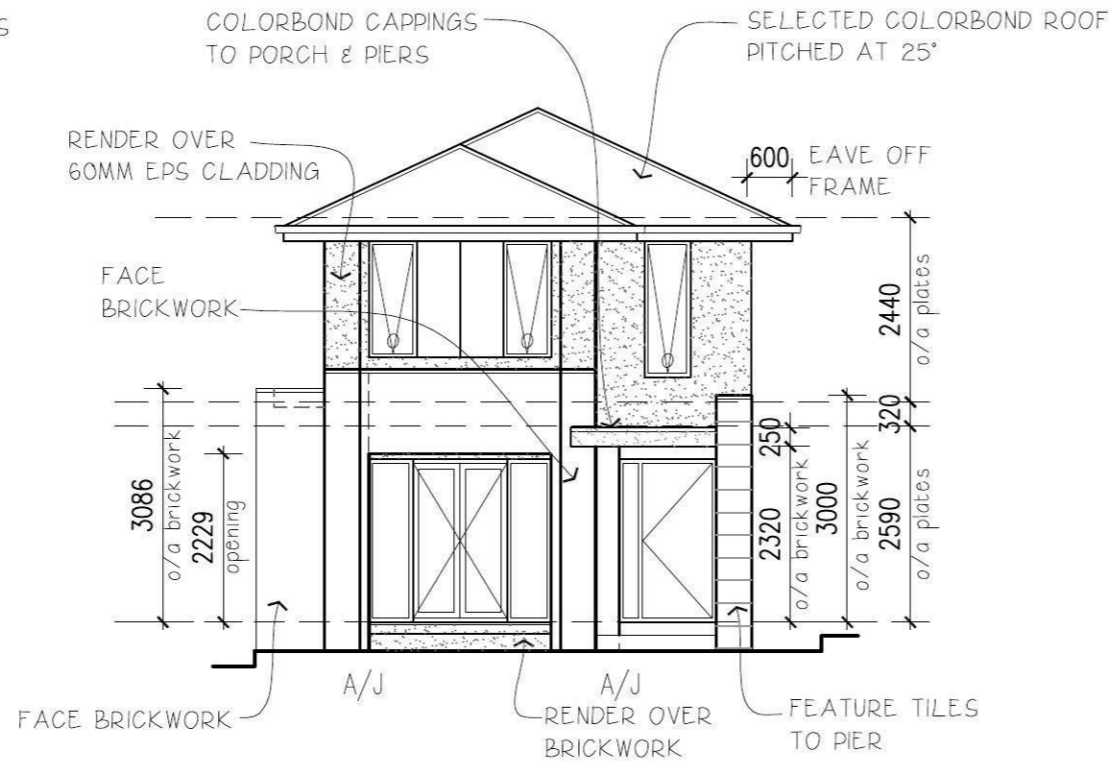 S
COLORBOND CAPPINGS
TO PORCH & PIERS
SELECTED COLORBOND ROOF
PITCHED AT 25°
RENDER OVER
60MM EPS CLADDING
600
EAVE OFF
FRAME
FACE
BRICKWORK
2440
o/a plates
320
250
3086
o/a brickwork
2229
opening
2320
o/a brickwork
3000
o/a brickwork
2590
o/a plates
A/J
A/J
FACE BRICKWORK
RENDER OVER
BRICKWORK
FEATURE TILES
TO PIER